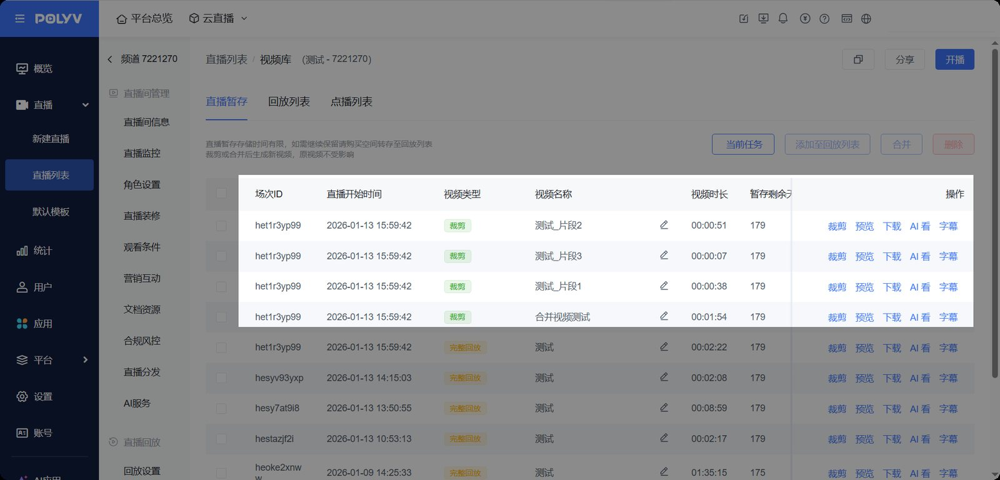 POLYV
平台总览
云直播
概览
直播
新建直播
直播列表
默认模板
统计
用户
应用
平台
设置
账号
频道 7221270
直播间管理
直播间信息
直播监控
角色设置
直播装修
观看条件
营销互动
文档资源
合规风控
直播分发
AI服务
直播回放
回放设置
直播列表 / 视频库 (测试 - 7221270)
分享
开播
直播暂存 回放列表 点播列表
直播暂存存储时间有限，如需继续保留请购买空间转存至回放列表
裁剪或合并后生成新视频，原视频不受影响
当前任务 添加至回放列表 合并 删除
场次ID 直播开始时间 视频类型 视频名称 视频时长 暂存剩余天 操作
het1r3yp99 2026-01-13 15:59:42 裁剪 测试_片段2 00:00:51 179 裁剪 预览 下载 AI 看 字幕
het1r3yp99 2026-01-13 15:59:42 裁剪 测试_片段3 00:00:07 179 裁剪 预览 下载 AI 看 字幕
het1r3yp99 2026-01-13 15:59:42 裁剪 测试_片段1 00:00:38 179 裁剪 预览 下载 AI 看 字幕
het1r3yp99 2026-01-13 15:59:42 裁剪 合并视频测试 00:01:54 179 裁剪 预览 下载 AI 看 字幕
het1r3yp99 2026-01-13 15:59:42 完整回放 测试 00:02:22 179 裁剪 预览 下载 AI 看 字幕
hesyv93yxp 2026-01-13 14:15:03 完整回放 测试 00:02:08 179 裁剪 预览 下载 AI 看 字幕
hesy7at9i8 2026-01-13 13:50:55 完整回放 测试 00:08:59 179 裁剪 预览 下载 AI 看 字幕
hestazjf2i 2026-01-13 10:53:13 完整回放 测试 00:02:17 179 裁剪 预览 下载 AI 看 字幕
heoke2xnw 2026-01-09 14:25:33 完整回放 测试 01:35:15 175 裁剪 预览 下载 AI 看 字幕